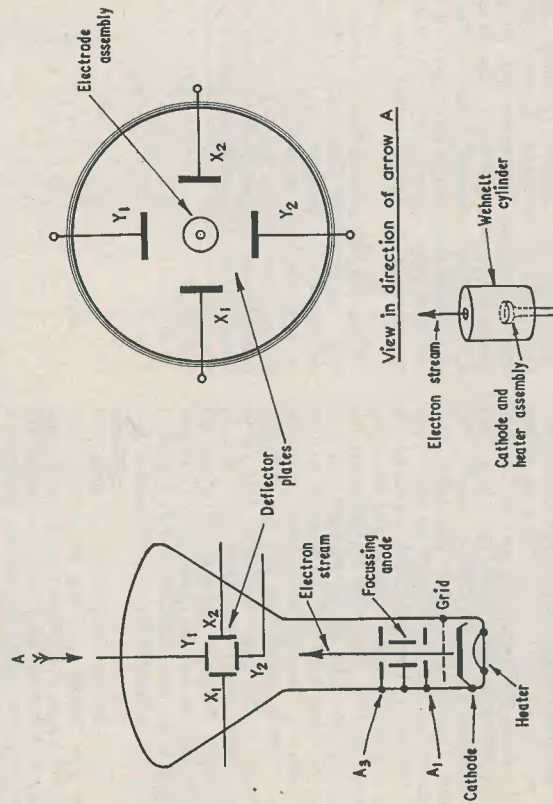 A
X1
Y1
X2
Y2
Deflector
plates
Electron
stream
Focussing
anode
Grid
A3
A1
Cathode
Heater
Electrode
assembly
Y1
X1
X2
Y2
View in direction of arrow A
Electron stream
Wehnelt
cylinder
Cathode and
heater assembly